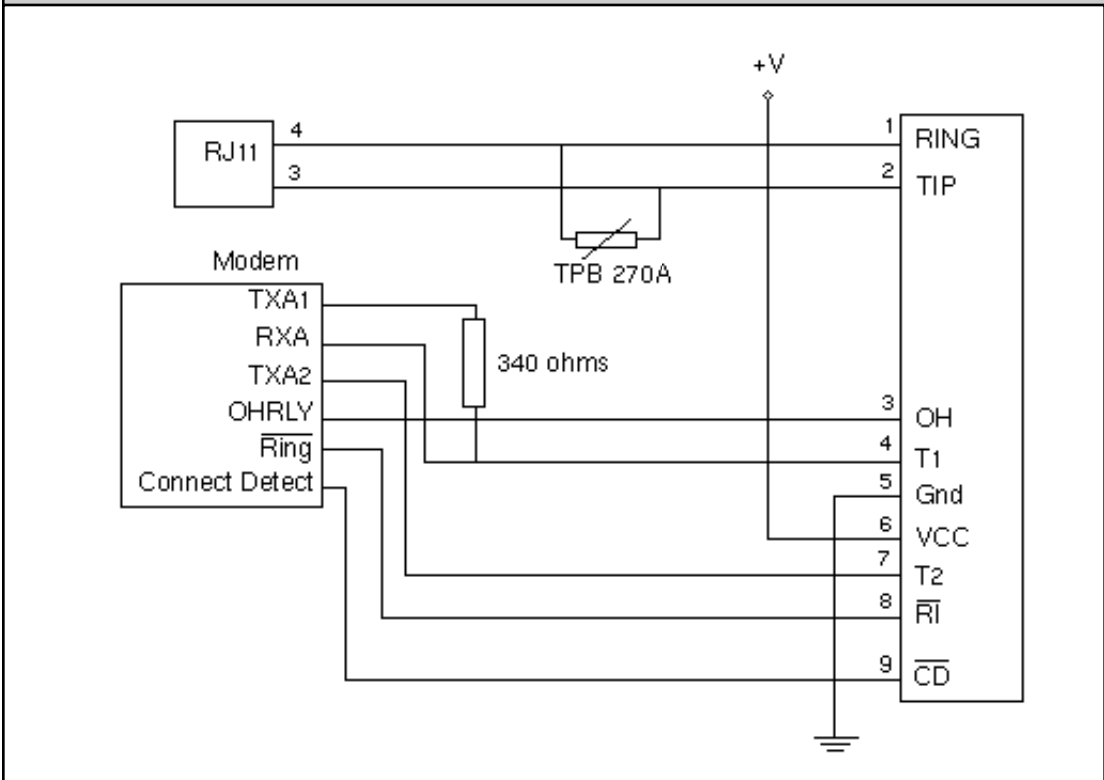 +V
RJ11
4
3
1
RING
2
TIP
TPB 270A
Modem
TXA1
RXA
TXA2
OHRLY
Ring
Connect Detect
340 ohms
3
OH
4
T1
5
Gnd
6
VCC
7
T2
8
RI
9
CD